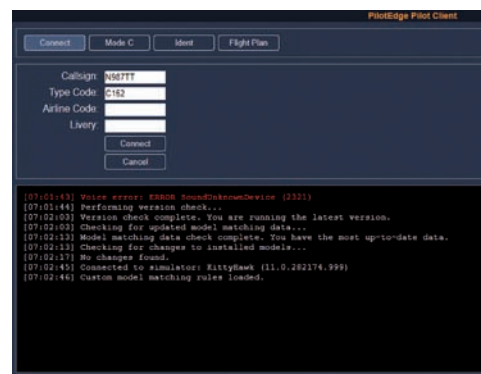 PilotEdge Pilot Client
Connect Mode C Ident Flight Plan
Callsign: N987TT
Type Code: C162
Airline Code:
Livery:
Connect
Cancel
[07:01:43] Voice error: ERROR SoundUnknownDevice (2321)
[07:01:44] Performing version check...
[07:02:03] Version check complete. You are running the latest version.
[07:02:03] Checking for updated model matching data...
[07:02:13] Model matching data check complete. You have the most up-to-date data.
[07:02:13] Checking for changes to installed models...
[07:02:17] No changes found.
[07:02:45] Connected to simulator: KittyHawk (11.0.282174.999)
[07:02:46] Custom model matching rules loaded.